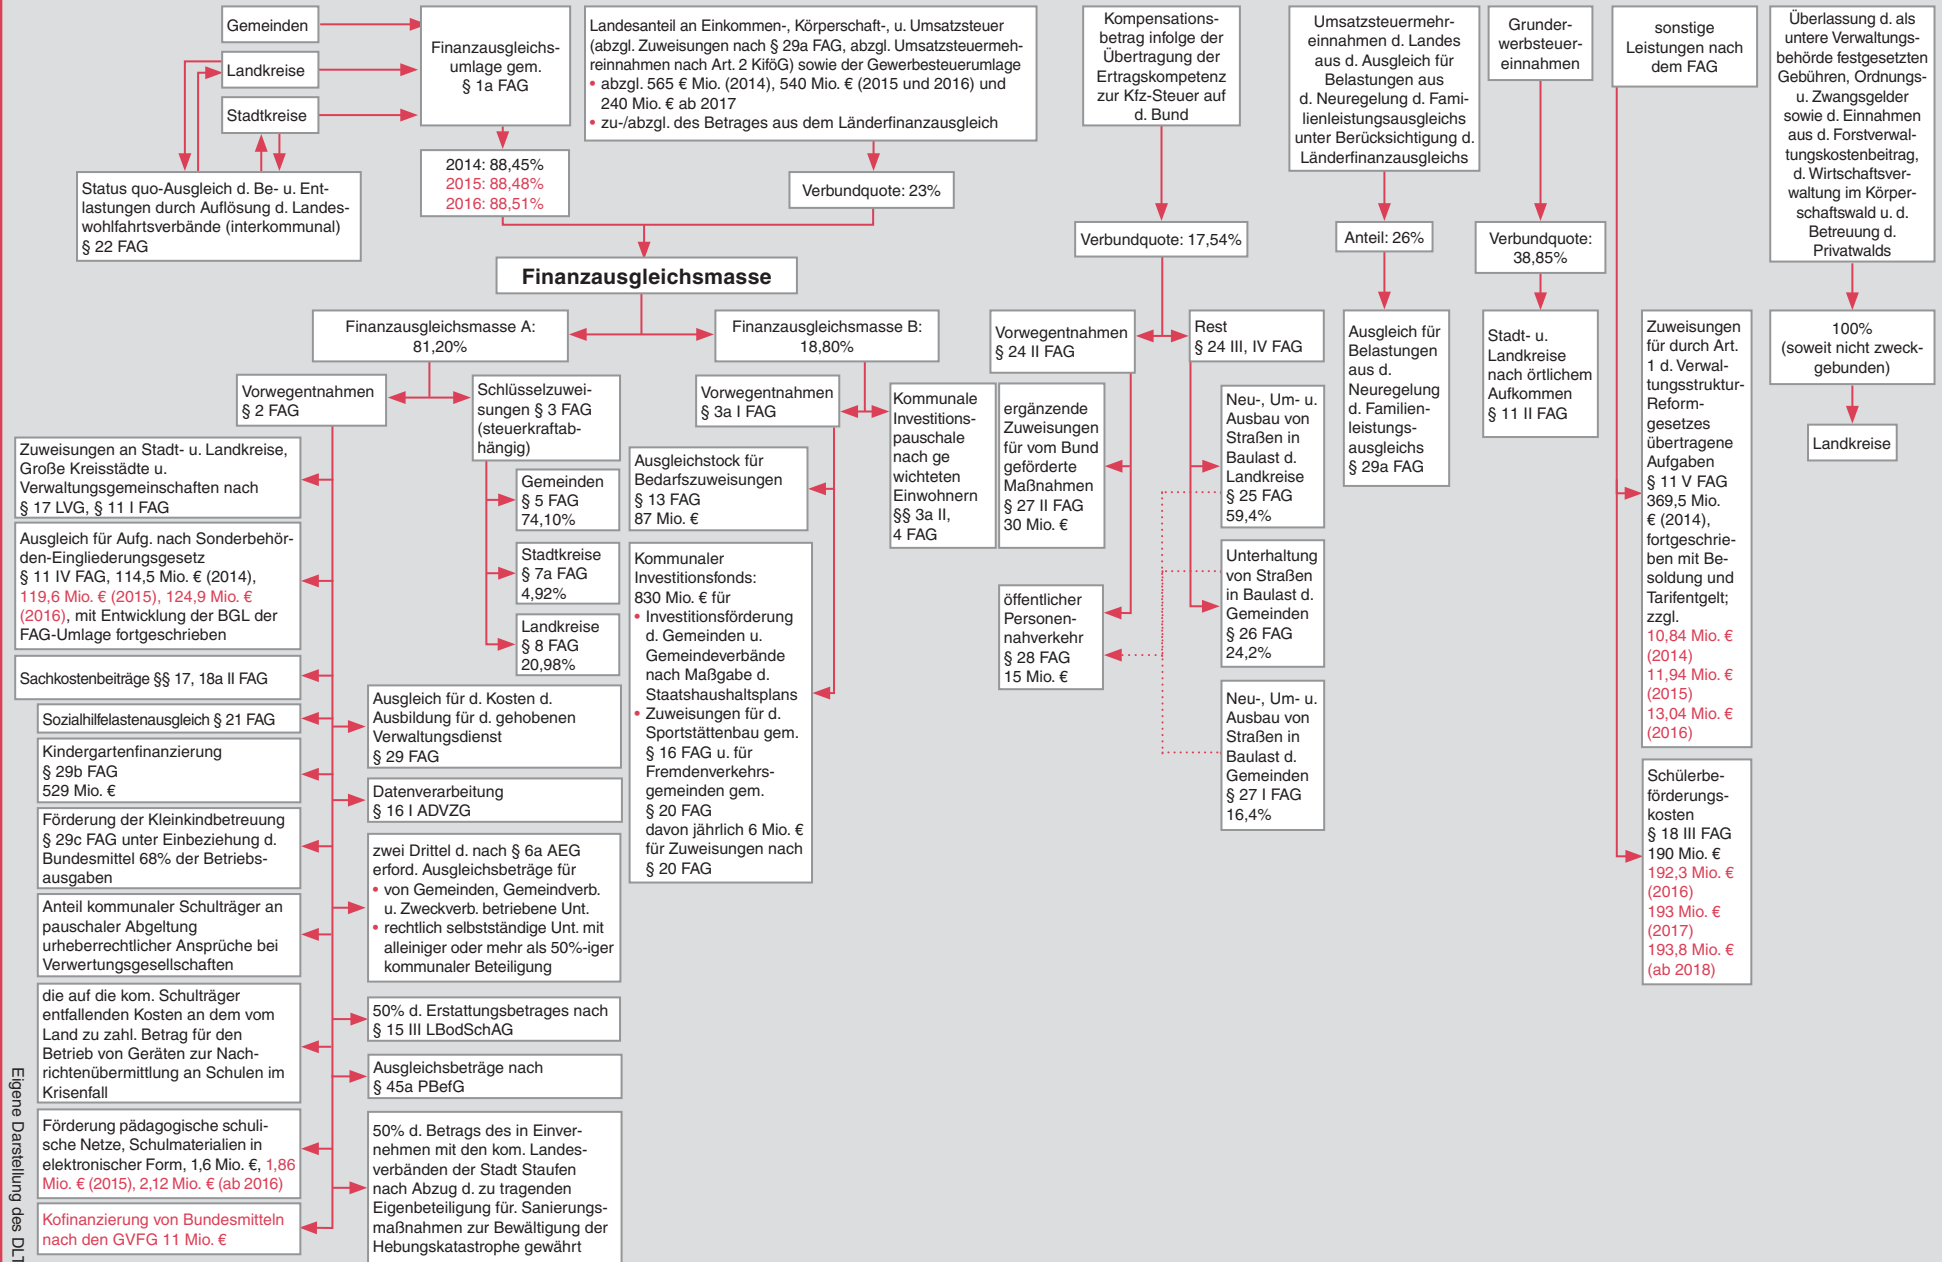 Gemeinden
Landkreise
Stadtkreise
Finanzausgleichs-
umlage gem.
§ 1a FAG
2014: 88,45%
2015: 88,48%
2016: 88,51%
Status quo-Ausgleich d. Be- u. Ent-
lastungen durch Auflösung d. Landes-
wohlfahrtsverbände (interkommunal)
§ 22 FAG
Landesanteil an Einkommen-, Körperschaft-, u. Umsatzsteuer
(abzgl. Zuweisungen nach § 29a FAG, abzgl. Umsatzsteuermeh-
reinnahmen nach Art. 2 KiföG) sowie der Gewerbesteuerumlage
• abzgl. 565 € Mio. (2014), 540 Mio. € (2015 und 2016) und
240 Mio. € ab 2017
• zu-/abzgl. des Betrages aus dem Länderfinanzausgleich
Verbundquote: 23%
Finanzausgleichsmasse
Finanzausgleichsmasse A:
81,20%
Finanzausgleichsmasse B:
18,80%
Vorwegentnahmen
§ 2 FAG
Schlüsselzuwei-
sungen § 3 FAG
(steuerkraftab-
hängig)
Gemeinden
§ 5 FAG
74,10%
Stadtkreise
§ 7a FAG
4,92%
Landkreise
§ 8 FAG
20,98%
Zuweisungen an Stadt- u. Landkreise,
Große Kreisstädte u.
Verwaltungsgemeinschaften nach
§ 17 LVG, § 11 I FAG
Ausgleich für Aufg. nach Sonderbehör-
den-Eingliederungsgesetz
§ 11 IV FAG, 114,5 Mio. € (2014),
119,6 Mio. € (2015), 124,9 Mio. €
(2016), mit Entwicklung der BGL der
FAG-Umlage fortgeschrieben
Sachkostenbeiträge §§ 17, 18a II FAG
Sozialhilfelastenausgleich § 21 FAG
Kindergartenfinanzierung
§ 29b FAG
529 Mio. €
Förderung der Kleinkindbetreuung
§ 29c FAG unter Einbeziehung d.
Bundesmittel 68% der Betriebs-
ausgaben
Anteil kommunaler Schulträger an
pauschaler Abgeltung
urheberrechtlicher Ansprüche bei
Verwertungsgesellschaften
die auf die kom. Schulträger
entfallenden Kosten an dem vom
Land zu zahl. Betrag für den
Betrieb von Geräten zur Nach-
richtenübermittlung an Schulen im
Krisenfall
Förderung pädagogische schuli-
sche Netze, Schulmaterialien in
elektronischer Form, 1,6 Mio. €, 1,86
Mio. € (2015), 2,12 Mio. € (ab 2016)
Kofinanzierung von Bundesmitteln
nach den GVFG 11 Mio. €
Ausgleich für d. Kosten d.
Ausbildung für d. gehobenen
Verwaltungsdienst
§ 29 FAG
Datenverarbeitung
§ 16 I ADVZG
zwei Drittel d. nach § 6a AEG
erford. Ausgleichsbeträge für
• von Gemeinden, Gemeindverb.
u. Zweckverb. betriebene Unt.
• rechtlich selbstständige Unt. mit
alleiniger oder mehr als 50%-iger
kommunaler Beteiligung
50% d. Erstattungsbetrages nach
§ 15 III LBodSchAG
Ausgleichsbeträge nach
§ 45a PBefG
50% d. Betrags des in Einver-
nehmen mit den kom. Landes-
verbänden der Stadt Staufen
nach Abzug d. zu tragenden
Eigenbeteiligung für. Sanierungs-
maßnahmen zur Bewältigung der
Hebungskatastrophe gewährt
Vorwegentnahmen
§ 3a I FAG
Kommunale
Investitions-
pauschale
nach ge
wichteten
Einwohnern
§§ 3a II,
4 FAG
Ausgleichstock für
Bedarfszuweisungen
§ 13 FAG
87 Mio. €
Kommunaler
Investitionsfonds:
830 Mio. € für
• Investitionsförderung
d. Gemeinden u.
Gemeindeverbände
nach Maßgabe d.
Staatshaushaltsplans
• Zuweisungen für d.
Sportstättenbau gem.
§ 16 FAG u. für
Fremdenverkehrs-
gemeinden gem.
§ 20 FAG
davon jährlich 6 Mio. €
für Zuweisungen nach
§ 20 FAG
Kompensations-
betrag infolge der
Übertragung der
Ertragskompetenz
zur Kfz-Steuer auf
d. Bund
Verbundquote: 17,54%
Vorwegentnahmen
§ 24 II FAG
Rest
§ 24 III, IV FAG
ergänzende
Zuweisungen
für vom Bund
geförderte
Maßnahmen
§ 27 II FAG
30 Mio. €
öffentlicher
Personen-
nahverkehr
§ 28 FAG
15 Mio. €
Neu-, Um- u.
Ausbau von
Straßen in
Baulast d.
Landkreise
§ 25 FAG
59,4%
Unterhaltung
von Straßen
in Baulast d.
Gemeinden
§ 26 FAG
24,2%
Neu-, Um- u.
Ausbau von
Straßen in
Baulast d.
Gemeinden
§ 27 I FAG
16,4%
Umsatzsteuermehr-
einnahmen d. Landes
aus d. Ausgleich für
Belastungen aus
d. Neuregelung d. Fami-
lienleistungsausgleichs
unter Berücksichtigung d.
Länderfinanzausgleichs
Anteil: 26%
Ausgleich für
Belastungen
aus d.
Neuregelung
d. Familien-
leistungs-
ausgleichs
§ 29a FAG
Grunder-
werbsteuer-
einnahmen
Verbundquote:
38,85%
Stadt- u.
Landkreise
nach örtlichem
Aufkommen
§ 11 II FAG
sonstige
Leistungen nach
dem FAG
Zuweisungen
für durch Art.
1 d. Verwal-
tungsstruktur-
Reform-
gesetzes
übertragene
Aufgaben
§ 11 V FAG
369,5 Mio.
€ (2014),
fortgeschrie-
ben mit Be-
soldung und
Tarifentgelt;
zzgl.
10,84 Mio. €
(2014)
11,94 Mio. €
(2015)
13,04 Mio. €
(2016)
Schülerbe-
förderungs-
kosten
§ 18 III FAG
190 Mio. €
192,3 Mio. €
(2016)
193 Mio. €
(2017)
193,8 Mio. €
(ab 2018)
Überlassung d. als
untere Verwaltungs-
behörde festgesetzten
Gebühren, Ordnungs-
u. Zwangsgelder
sowie d. Einnahmen
aus d. Forstverwal-
tungskostenbeitrag,
d. Wirtschaftsver-
waltung im Körper-
schaftswald u. d.
Betreuung d.
Privatwalds
100%
(soweit nicht zweck-
gebunden)
Landkreise
Eigene Darstellung des DLT